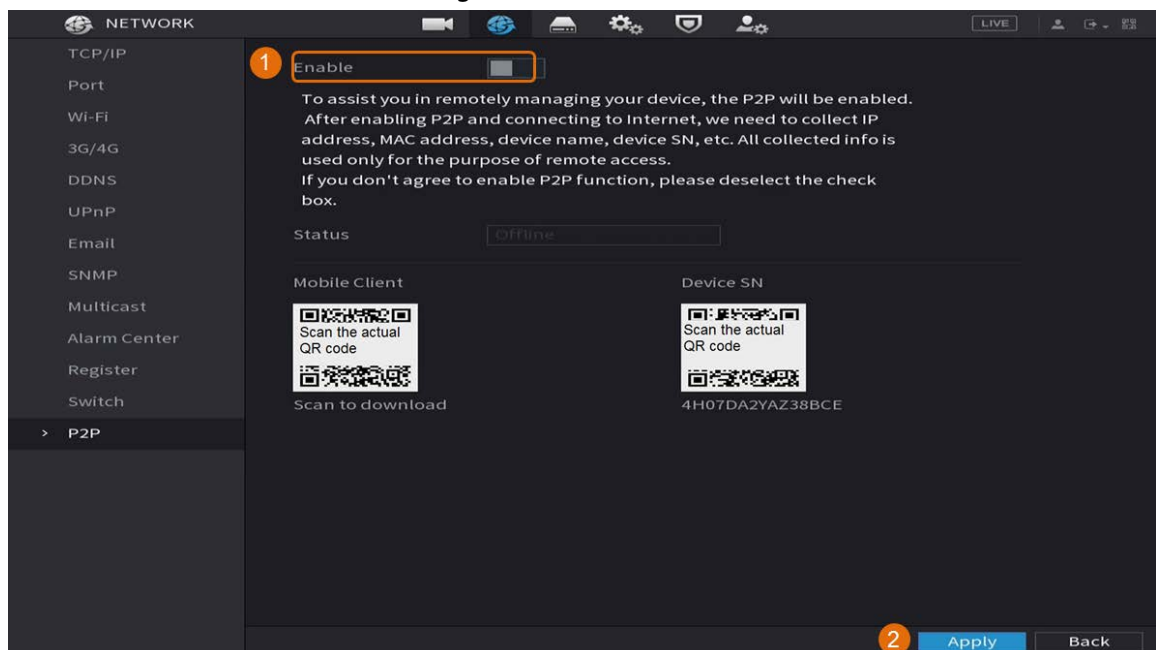 NETWORK
LIVE
TCP/IP
Port
Wi-Fi
3G/4G
DDNS
UPnP
Email
SNMP
Multicast
Alarm Center
Register
Switch
> P2P
1
Enable
To assist you in remotely managing your device, the P2P will be enabled.
After enabling P2P and connecting to Internet, we need to collect IP
address, MAC address, device name, device SN, etc. All collected info is
used only for the purpose of remote access.
If you don't agree to enable P2P function, please deselect the check
box.
Status
Offline
Mobile Client
Scan the actual
QR code
Scan to download
Device SN
Scan the actual
QR code
4H07DA2YAZ38BCE
2
Apply
Back